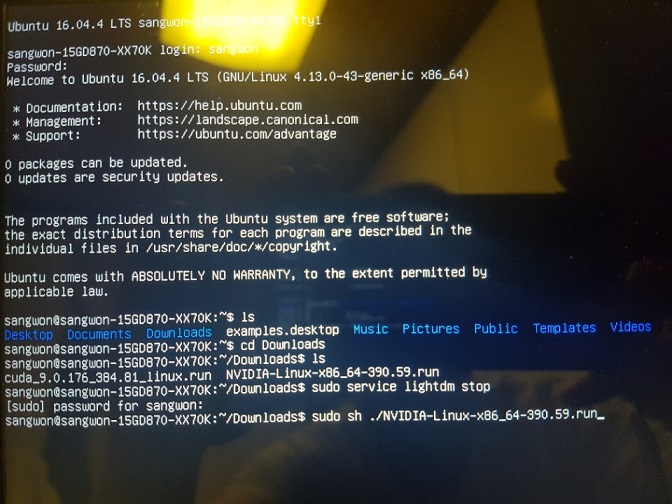 Ubuntu 16.04.4 LTS sangwon-15GD870-XX70K tty1
sangwon-15GD870-XX70K login: sangwon
Password:
Welcome to Ubuntu 16.04.4 LTS (GNU/Linux 4.13.0-43-generic x86_64)
* Documentation: https://help.ubuntu.com
* Management: https://landscape.canonical.com
* Support: https://ubuntu.com/advantage
0 packages can be updated.
0 updates are security updates.
The programs included with the Ubuntu system are free software;
the exact distribution terms for each program are described in the
individual files in /usr/share/doc/*/copyright.
Ubuntu comes with ABSOLUTELY NO WARRANTY, to the extent permitted by
applicable law.
sangwon@sangwon-15GD870-XX70K:~$ ls
Desktop Documents Downloads examples.desktop Music Pictures Public Templates Videos
sangwon@sangwon-15GD870-XX70K:~$ cd Downloads
sangwon@sangwon-15GD870-XX70K:~/Downloads$ ls
cuda_9.0.176_384.81_linux.run NVIDIA-Linux-x86_64-390.59.run
sangwon@sangwon-15GD870-XX70K:~/Downloads$ sudo service lightdm stop
[sudo] password for sangwon:
sangwon@sangwon-15GD870-XX70K:~/Downloads$ sudo sh ./NVIDIA-Linux-x86_64-390.59.run_